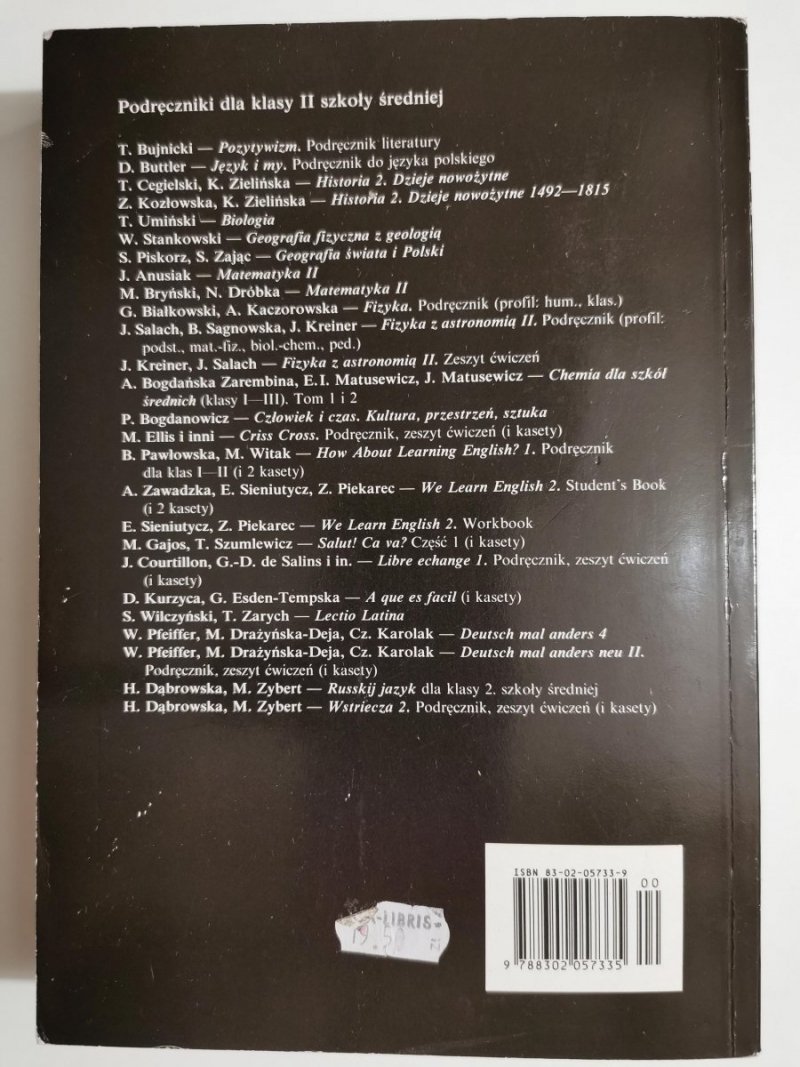 Podręczniki dla klasy II szkoły średniej
T. Bujnicki — Pozytywizm. Podręcznik literatury
D. Buttler — Język i my. Podręcznik do języka polskiego
T. Cegielski, K. Zielińska — Historia 2. Dzieje nowożytne
Z. Kozłowska, K. Zielińska — Historia 2. Dzieje nowożytne 1492—1815
T. Umiński — Biologia
W. Stankowski — Geografia fizyczna z geologią
S. Piskorz, S. Zając — Geografia świata i Polski
J. Anusiak — Matematyka II
M. Bryński, N. Dróbka — Matematyka II
G. Białkowski, A. Kaczorowska — Fizyka. Podręcznik (profil: hum., klas.)
J. Salach, B. Sagnowska, J. Kreiner — Fizyka z astronomią II. Podręcznik (profil:
podst., mat.-fiz., biol.-chem., ped.)
J. Kreiner, J. Salach — Fizyka z astronomią II. Zeszyt ćwiczeń
A. Bogdańska Zarembina, E.I. Matusewicz, J. Matusewicz — Chemia dla szkół
średnich (klasy I—III). Tom 1 i 2
P. Bogdanowicz — Człowiek i czas. Kultura, przestrzeń, sztuka
M. Ellis i inni — Criss Cross. Podręcznik, zeszyt ćwiczeń (i kasety)
B. Pawłowska, M. Witak — How About Learning English? 1. Podręcznik
dla klas I—II (i 2 kasety)
A. Zawadzka, E. Sieniutycz, Z. Piekarec — We Learn English 2. Student's Book
(i 2 kasety)
E. Sieniutycz, Z. Piekarec — We Learn English 2. Workbook
M. Gajos, T. Szumlewicz — Salut! Ca va? Część 1 (i kasety)
J. Courtillon, G.-D. de Salins i in. — Libre echange 1. Podręcznik, zeszyt ćwiczeń
(i kasety)
D. Kurzyca, G. Esden-Tempska — A que es facil (i kasety)
S. Wilczyński, T. Zarych — Lectio Latina
W. Pfeiffer, M. Drażyńska-Deja, Cz. Karolak — Deutsch mal anders 4
W. Pfeiffer, M. Drażyńska-Deja, Cz. Karolak — Deutsch mal anders neu II.
Podręcznik, zeszyt ćwiczeń (i kasety)
H. Dąbrowska, M. Zybert — Russkij jazyk dla klasy 2. szkoły średniej
H. Dąbrowska, M. Zybert — Wstriecza 2. Podręcznik, zeszyt ćwiczeń (i kasety)
ISBN 83-02-05733-9
00
9 788302 057335
-LIBRIS